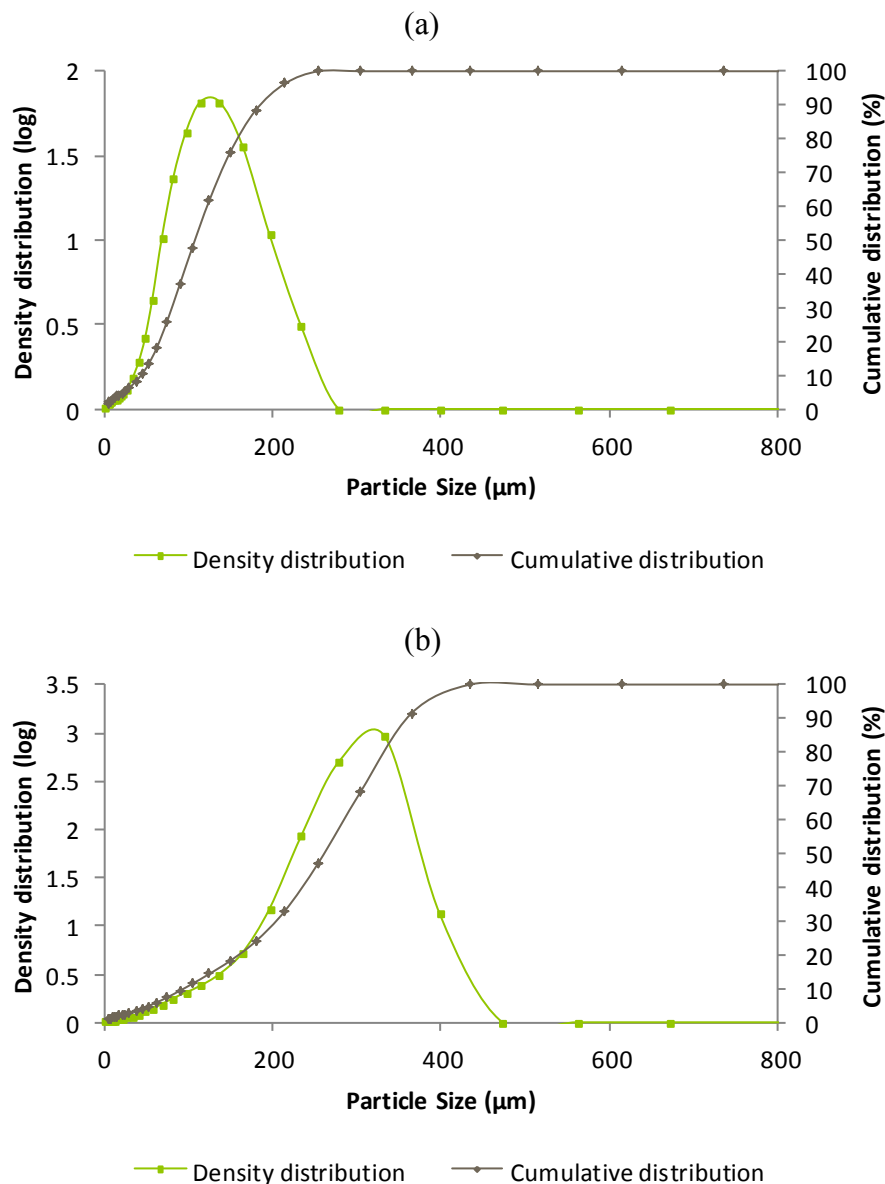 (a)
Density distribution (log)
2
1.5
1
0.5
0
Cumulative distribution (%)
100
90
80
70
60
50
40
30
20
10
0
0 200 400 600 800
Particle Size (µm)
Density distribution Cumulative distribution
(b)
Density distribution (log)
3.5
3
2.5
2
1.5
1
0.5
0
Cumulative distribution (%)
100
90
80
70
60
50
40
30
20
10
0
0 200 400 600 800
Particle Size (µm)
Density distribution Cumulative distribution